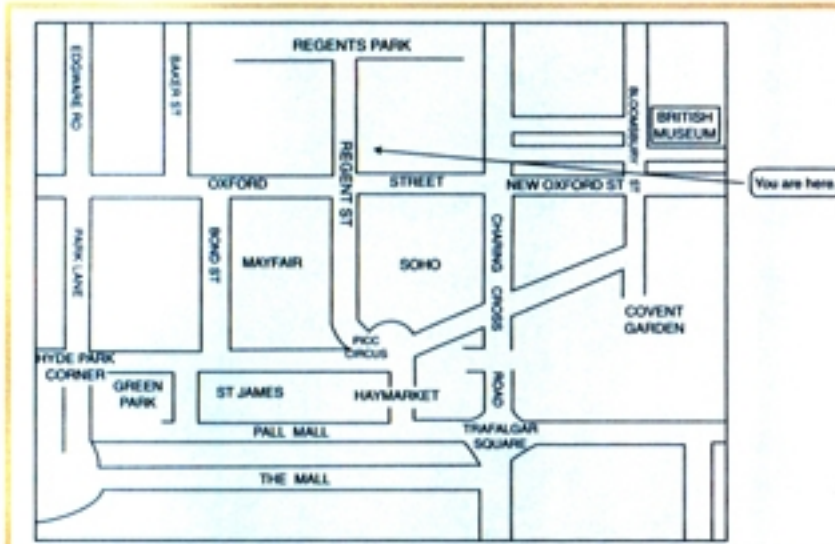 REGENTS PARK
EDGWARE RD
BAKER ST
BLOOMSBURY ST
BRITISH
MUSEUM
REGENT ST
You are here
OXFORD STREET NEW OXFORD ST
PARK LANE
BOND ST
MAYFAIR
SOHO
CHARING CROSS ROAD
COVENT
GARDEN
PICC
CIRCUS
HYDE PARK
CORNER
GREEN
PARK
ST JAMES
HAYMARKET
PALL MALL
TRAFALGAR
SQUARE
THE MALL